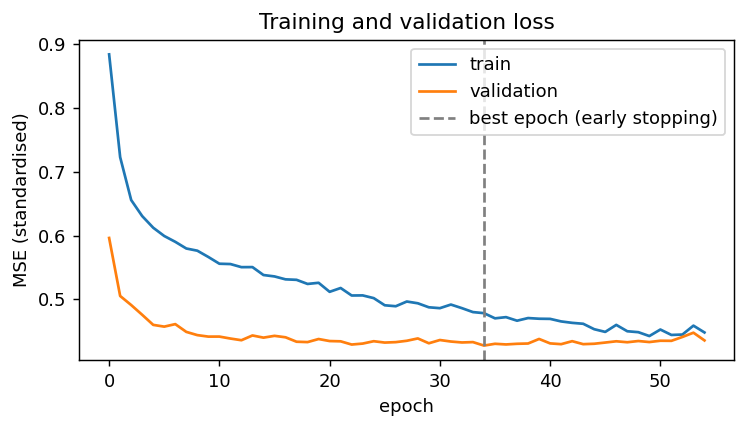 Training and validation loss
train
validation
best epoch (early stopping)
MSE (standardised)
0.9
0.8
0.7
0.6
0.5
0 10 20 30 40 50
epoch